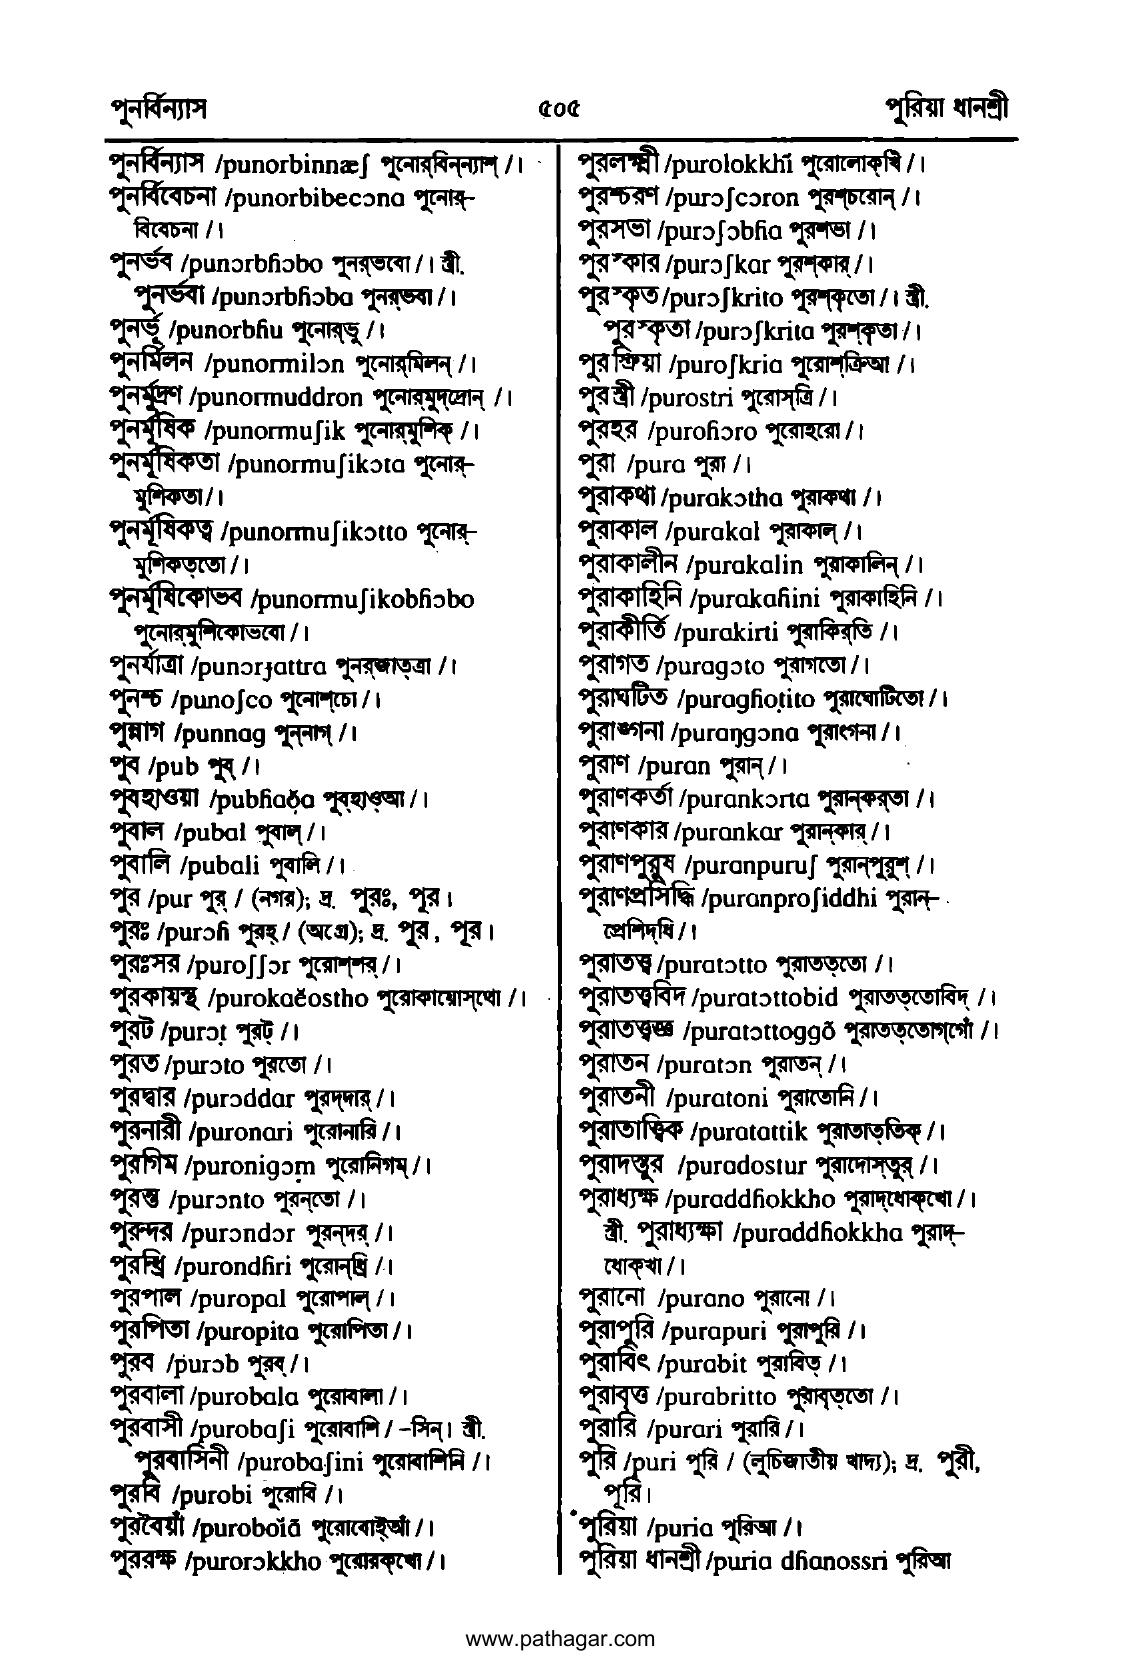 পুনর্বিন্যাস ৫০৫ পুরিয়া ধানশ্রী
পুনর্বিন্যাস /punorbinnæʃ পুনোর্‌বিন্‌ন্যাশ্‌ /।
পুনর্বিবেচনা /punorbibecɔna পুনোর্‌–
বিবেচনা /।
পুনর্ভব /punɔrbɦɔbo পুনর্‌ভবো /। স্ত্রী.
পুনর্ভবা /punɔrbɦɔba পুনর্‌ভবা /।
পুনর্ভূ /punorbɦiu পুনোর্‌ভু /।
পুনর্মিলন /punormilɔn পুনোর্‌মিলন্‌ /।
পুনর্মুদ্রণ /punormuddron পুনোর্‌মুদ্‌দ্রোন্‌ /।
পুনর্মূষিক /punormuʃik পুনোর্‌মুশিক্‌ /।
পুনর্মূষিকতা /punormuʃikɔta পুনোর্‌–
মুশিকতা /।
পুনর্মূষিকত্ব /punormuʃikɔtto পুনোর্‌–
মুশিকত্‌তো /।
পুনর্মূষিকোভব /punormuʃikobɦɔbo
পুনোর্‌মুশিকোভবো /।
পুনর্যাত্রা /punɔrɟattra পুনর্‌জাত্‌ত্রা /।
পুনশ্চ /punoʃco পুনোশ্‌চো /।
পুন্নাগ /punnag পুন্‌নাগ্‌ /।
পুব /pub পুব্‌ /।
পুবহাওয়া /pubɦaŏa পুব্‌হাও্‌আ /।
পুবাল /pubal পুবাল্‌ /।
পুবালি /pubali পুবালি /।
পুর /pur পুর্‌ / (নগর); দ্র. পুরঃ, পূর।
পুরঃ /purɔɦ পুরহ্‌ / (অগ্রে); দ্র. পুর, পূর।
পুরঃসর /puroʃʃɔr পুরোশ্‌শর্‌ /।
পুরকায়স্থ /purokaĕostho পুরোকায়োস্‌থো /।
পুরট /purɔṭ পুরট্‌ /।
পুরত /purɔto পুরতো /।
পুরদ্বার /purɔddar পুরদ্‌দার্‌ /।
পুরনারী /puronari পুরোনারি /।
পুরগিম /puronigɔm পুরোনিগম্‌ /।
পুরন্ত /purɔnto পুরন্‌তো /।
পুরন্দর /purɔndɔr পুরন্‌দর্‌ /।
পুরন্ধ্রি /purondɦri পুরোন্‌ধ্রি /।
পুরপাল /puropal পুরোপাল্‌ /।
পুরপিতা /puropita পুরোপিতা /।
পুরব /purɔb পুরব্‌ /।
পুরবালা /purobala পুরোবালা /।
পুরবাসী /purobaʃi পুরোবাশি / –সিন্‌। স্ত্রী.
পুরবাসিনী /purobaʃini পুরোবাশিনি /।
পুরবি /purobi পুরোবি /।
পুরবৈয়াঁ /puroboĭã পুরোবোই্‌আঁ /।
পুররক্ষ /purorɔkkho পুরোরক্‌খো /।
পুরলক্ষ্মী /purolokkhĩ পুরোলোক্‌খিঁ /।
পুরশ্চরণ /purɔʃcɔron পুরশ্‌চরোন্‌ /।
পুরসভা /purɔʃɔbɦa পুরশভা /।
পুরস্কার /purɔʃkar পুরশ্‌কার্‌ /।
পুরস্কৃত /purɔʃkrito পুরশ্‌কৃতো /। স্ত্রী.
পুরস্কৃতা /purɔʃkrita পুরশ্‌কৃতা /।
পুরস্ক্রিয়া /puroʃkria পুরোশ্‌ক্রিআ /।
পুরস্ত্রী /purostri পুরোস্‌ত্রি /।
পুরহর /puroɦɔro পুরোহরো /।
পুরা /pura পুরা /।
পুরাকথা /purakɔtha পুরাকথা /।
পুরাকাল /purakal পুরাকাল্‌ /।
পুরাকালীন /purakalin পুরাকালিন্‌ /।
পুরাকাহিনি /purakaɦini পুরাকাহিনি /।
পুরাকীর্তি /purakirti পুরাকির্‌তি /।
পুরাগত /puragɔto পুরাগতো /।
পুরাঘটিত /puragɦoṭito পুরাঘোটিতো /।
পুরাঙ্গনা /puraŋgɔna পুরাংগনা /।
পুরাণ /puran পুরান্‌ /।
পুরাণকর্তা /purankɔrta পুরান্‌কর্‌তা /।
পুরাণকার /purankar পুরান্‌কার্‌ /।
পুরাণপুরুষ /puranpuruʃ পুরান্‌পুরুশ্‌ /।
পুরাণপ্রসিদ্ধি /puranproʃiddhi পুরান্‌–
প্রোশিদ্‌ধি /।
পুরাতত্ত্ব /puratɔtto পুরাতত্‌তো /।
পুরাতত্ত্ববিদ /puratɔttobid পুরাতত্‌তোবিদ্‌ /।
পুরাতত্ত্বজ্ঞ /puratɔttoggõ পুরাতত্‌তোগ্‌গোঁ /।
পুরাতন /puratɔn পুরাতন্‌ /।
পুরাতনী /puratoni পুরাতোনি /।
পুরাতাত্ত্বিক /puratattik পুরাতাত্‌তিক্‌ /।
পুরাদস্তুর /puradostur পুরাদোস্‌তুর্‌ /।
পুরাধ্যক্ষ /puraddɦokkho পুরাদ্‌ধোক্‌খো /।
স্ত্রী. পুরাধ্যক্ষা /puraddɦokkha পুরাদ্‌–
ধোক্‌খা /।
পুরানো /purano পুরানো /।
পুরাপুরি /purapuri পুরাপুরি /।
পুরাবিৎ /purabit পুরাবিত্‌ /।
পুরাবৃত্ত /purabritto পুরাবৃত্‌তো /।
পুরারি /purari পুরারি /।
পুরি /puri পুরি / (লুচিজাতীয় খাদ্য); দ্র. পুরী,
পূরি।
পুরিয়া /puria পুরিআ /।
পুরিয়া ধানশ্রী /puria dɦanossri পুরিআ
www.pathagar.com